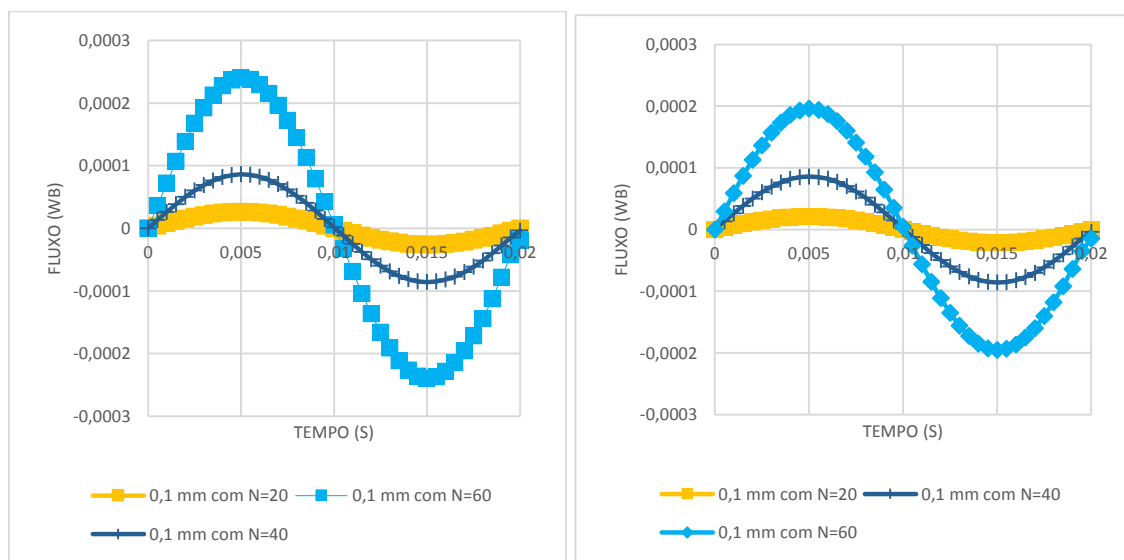 0,0003
0,0002
0,0001
0
-0,0001
-0,0002
-0,0003
0
0,005
0,01
0,015
0,02
FLUXO (WB)
TEMPO (S)
0,1 mm com N=20
0,1 mm com N=60
0,1 mm com N=40
0,0003
0,0002
0,0001
0
-0,0001
-0,0002
-0,0003
0
0,005
0,01
0,015
0,02
FLUXO (WB)
TEMPO (S)
0,1 mm com N=20
0,1 mm com N=40
0,1 mm com N=60